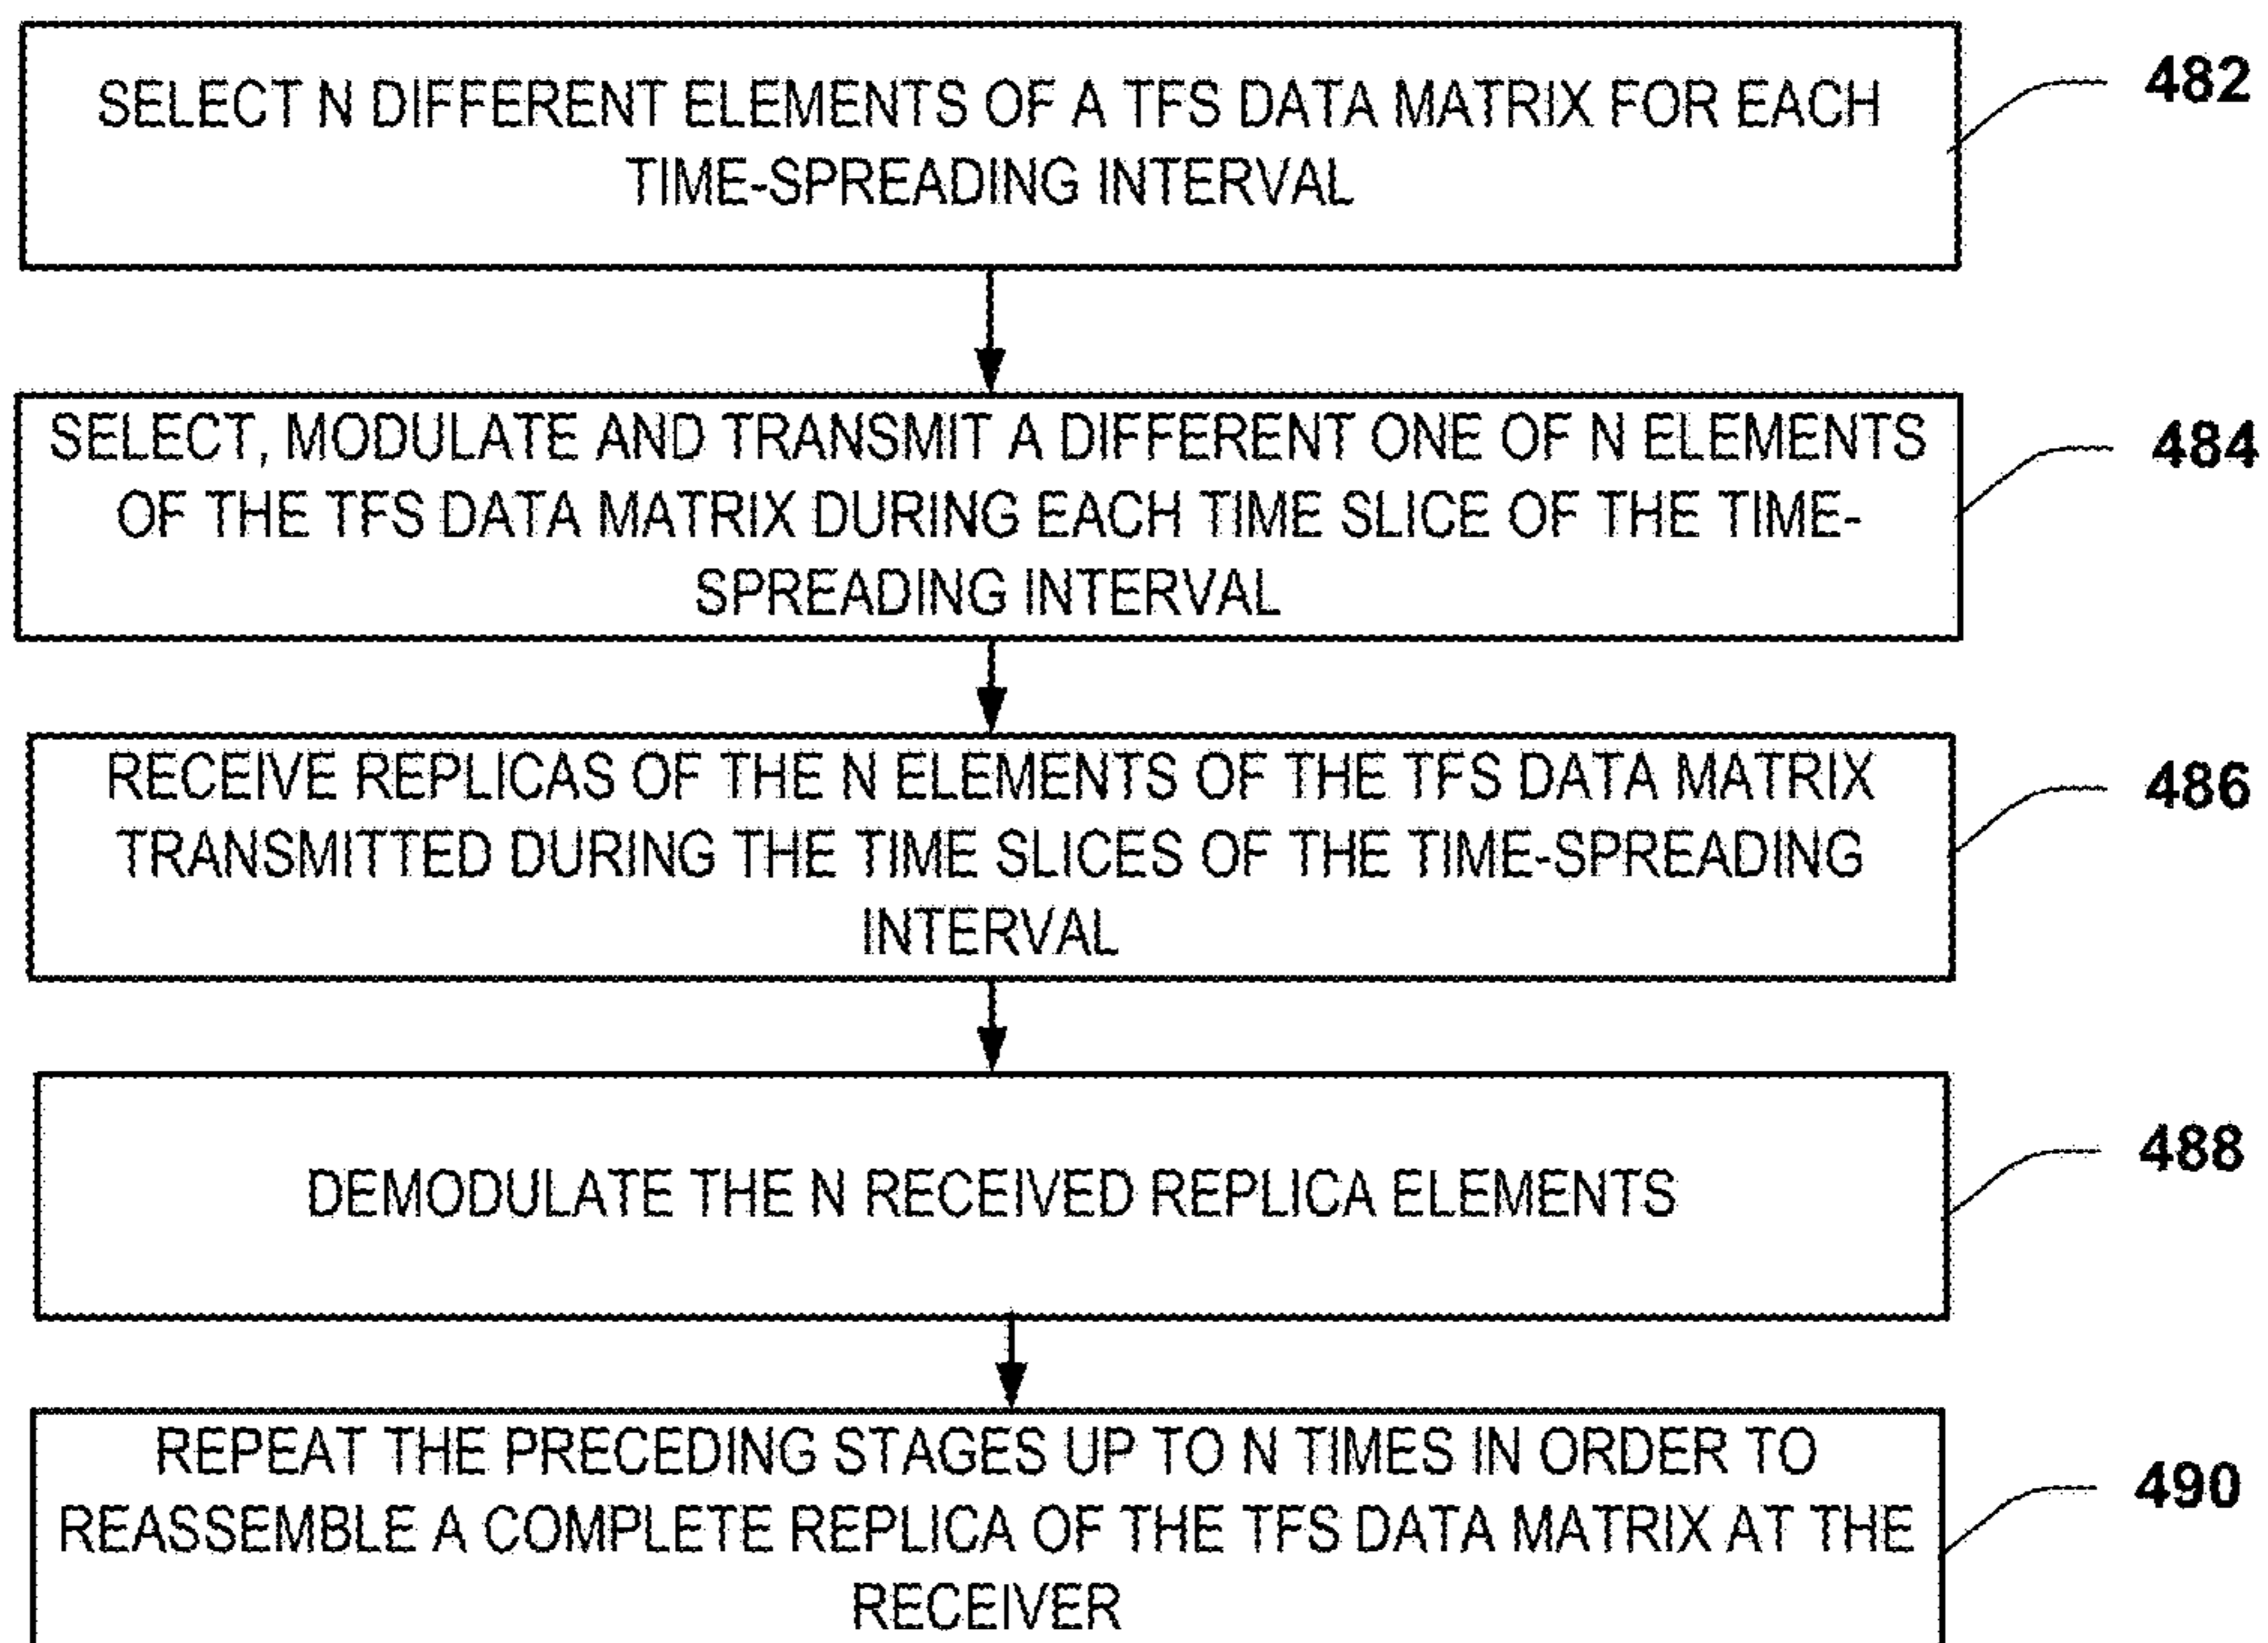 SELECT N DIFFERENT ELEMENTS OF A TFS DATA MATRIX FOR EACH
TIME-SPREADING INTERVAL
482
SELECT, MODULATE AND TRANSMIT A DIFFERENT ONE OF N ELEMENTS
OF THE TFS DATA MATRIX DURING EACH TIME SLICE OF THE TIME-
SPREADING INTERVAL
484
RECEIVE REPLICAS OF THE N ELEMENTS OF THE TFS DATA MATRIX
TRANSMITTED DURING THE TIME SLICES OF THE TIME-SPREADING
INTERVAL
486
DEMODULATE THE N RECEIVED REPLICA ELEMENTS
488
REPEAT THE PRECEDING STAGES UP TO N TIMES IN ORDER TO
REASSEMBLE A COMPLETE REPLICA OF THE TFS DATA MATRIX AT THE
RECEIVER
490